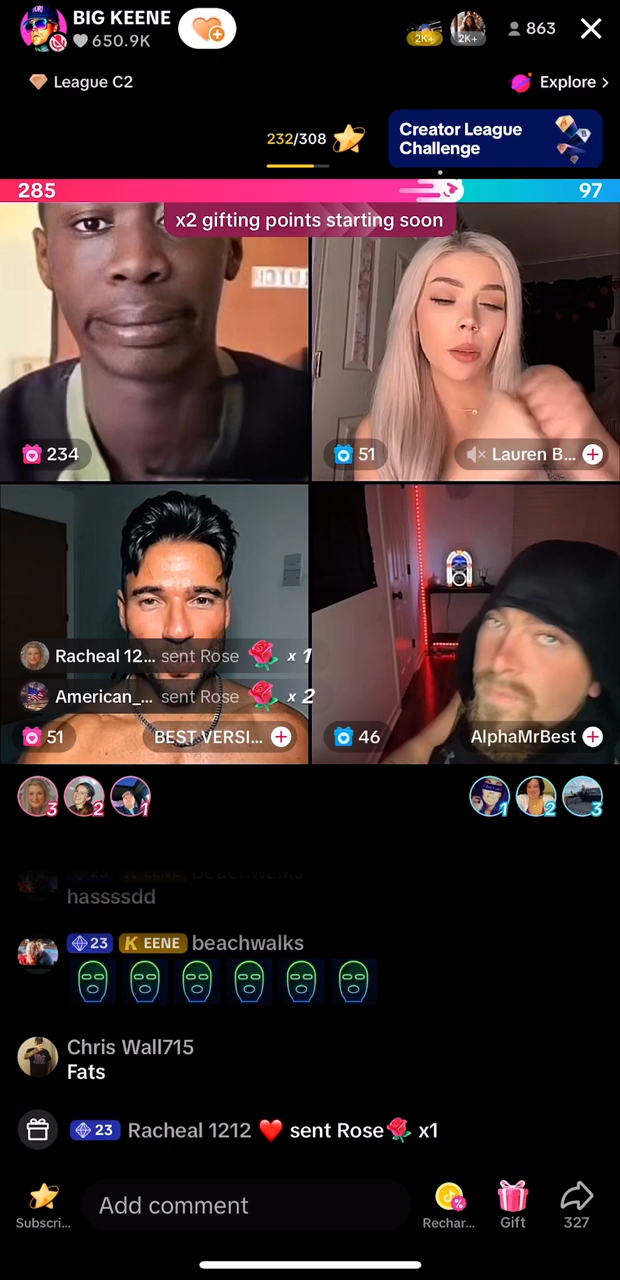 BIG KEENE
650.9K
2K+
2K+
863
League C2
Explore >
232/308
Creator League
Challenge
285
97
x2 gifting points starting soon
234
51
Lauren B...
Racheal 12... sent Rose x 1
American_... sent Rose x 2
51
BEST VERSI...
46
AlphaMrBest
3
2
1
1
2
3
beachwalks
hassssdd
23 K EENE beachwalks
Chris Wall715
Fats
23 Racheal 1212 ❤️ sent Rose🌹 x1
Subscri...
Add comment
Rechar...
Gift
327